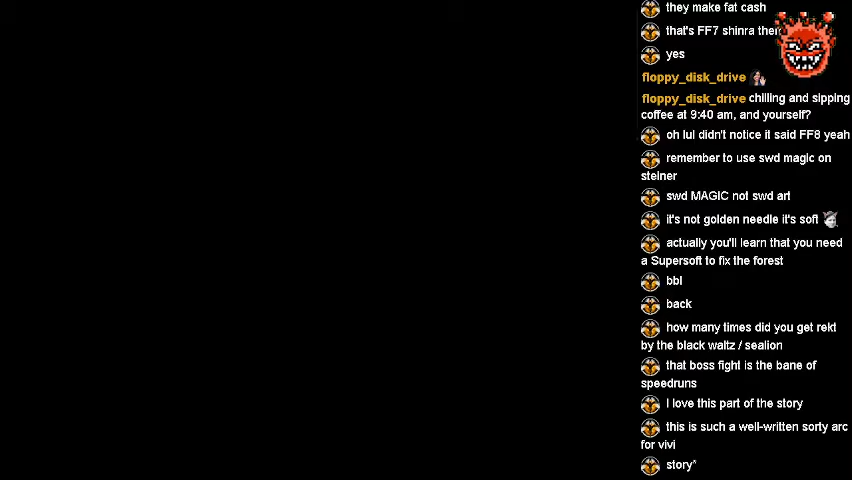 they make fat cash
that's FF7 shinra then
yes
floppy_disk_drive
floppy_disk_drive chilling and sipping
coffee at 9:40 am, and yourself?
oh lul didn't notice it said FF8 yeah
remember to use swd magic on
steiner
swd MAGIC not swd art
it's not golden needle it's soft
actually you'll learn that you need
a Supersoft to fix the forest
bbl
back
how many times did you get rekt
by the black waltz / sealion
that boss fight is the bane of
speedruns
I love this part of the story
this is such a well-written sorty arc
for vivi
story*